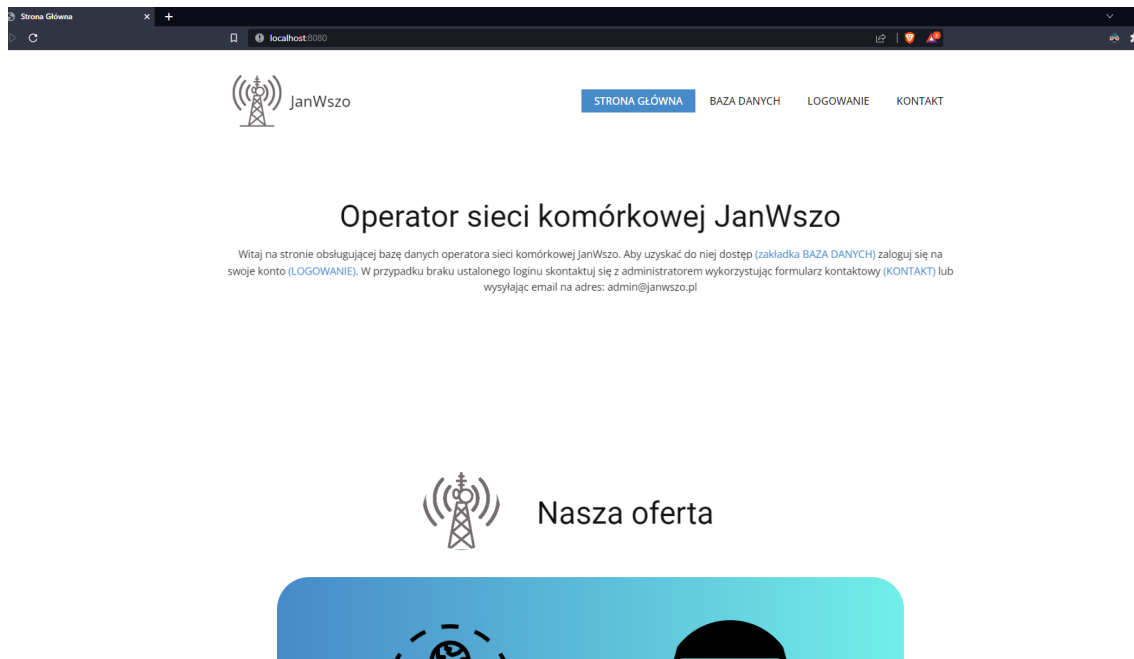 Strona Główna
localhost:8080
2
JanWszo
STRONA GŁÓWNA
BAZA DANYCH
LOGOWANIE
KONTAKT
Operator sieci komórkowej JanWszo
Witaj na stronie obsługującej bazę danych operatora sieci komórkowej JanWszo. Aby uzyskać do niej dostęp (zakładka BAZA DANYCH) zaloguj się na
swoje konto (LOGOWANIE). W przypadku braku ustalonego loginu skontaktuj się z administratorem wykorzystując formularz kontaktowy (KONTAKT) lub
wysyłając email na adres: admin@janwszo.pl
Nasza oferta